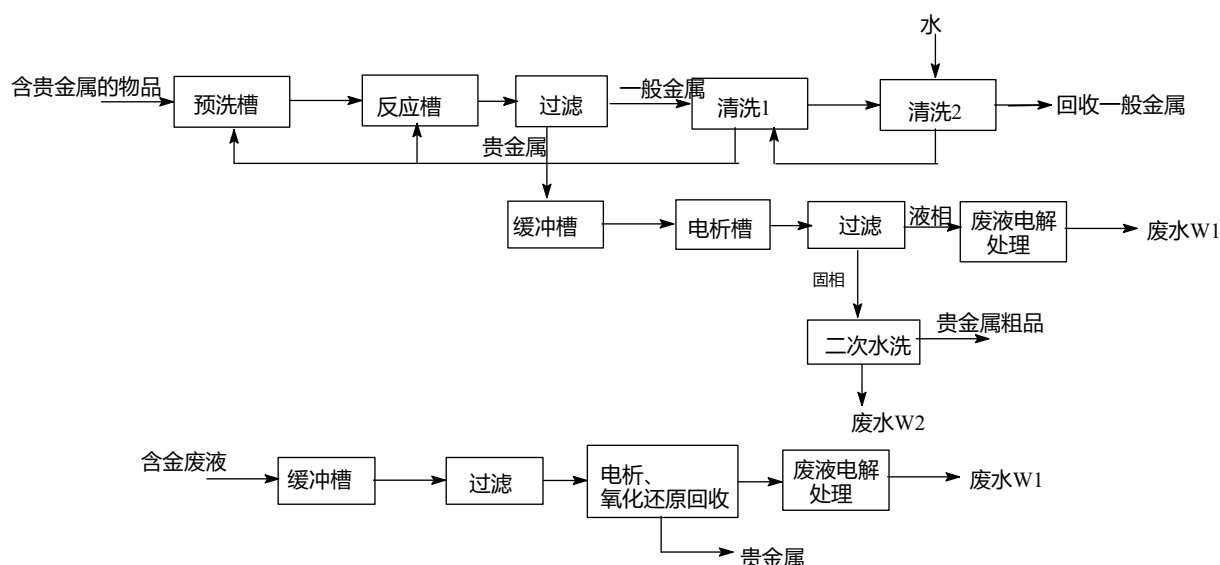 水
含贵金属的物品
预洗槽
反应槽
过滤
一般金属
清洗1
清洗2
回收一般金属
贵金属
缓冲槽
电析槽
过滤
液相
废液电解
处理
废水W1
固相
二次水洗
贵金属粗品
废水W2
含金废液
缓冲槽
过滤
电析、
氧化还原回收
废液电解
处理
废水W1
贵金属